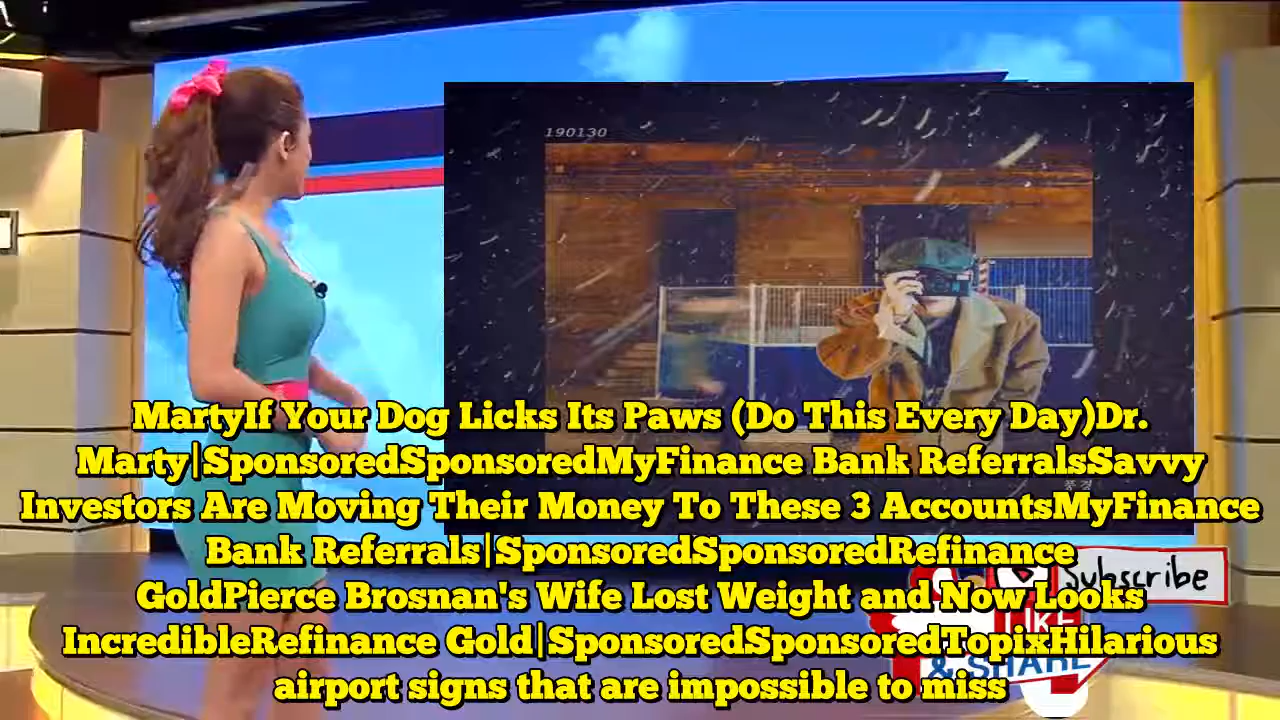 190130
MartyIf Your Dog Licks Its Paws (Do This Every Day)Dr.
Marty|SponsoredSponsoredMyFinance Bank ReferralsSavvy
Investors Are Moving Their Money To These 3 AccountsMyFinance
Bank Referrals|SponsoredSponsoredRefinance
GoldPierce Brosnan's Wife Lost Weight and Now Looks
IncredibleRefinance Gold|SponsoredSponsoredTopixHilarious
airport signs that are impossible to miss
Subscribe
LIKE
& SHARE